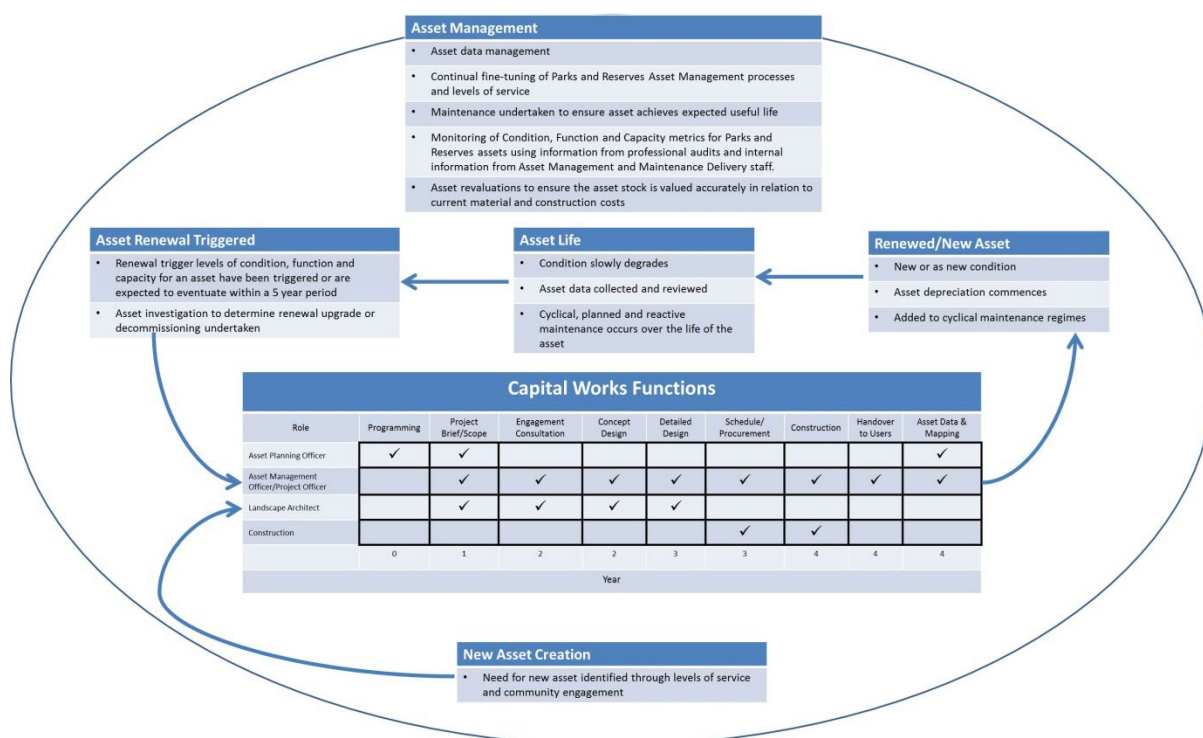 Asset Management
• Asset data management
• Continual fine-tuning of Parks and Reserves Asset Management processes
and levels of service
• Maintenance undertaken to ensure asset achieves expected useful life
• Monitoring of Condition, Function and Capacity metrics for Parks and
Reserves assets using information from professional audits and internal
information from Asset Management and Maintenance Delivery staff.
• Asset revaluations to ensure the asset stock is valued accurately in relation to
current material and construction costs
Asset Renewal Triggered
• Renewal trigger levels of condition, function and
capacity for an asset have been triggered or are
expected to eventuate within a 5 year period
• Asset investigation to determine renewal upgrade or
decommissioning undertaken
Asset Life
• Condition slowly degrades
• Asset data collected and reviewed
• Cyclical, planned and reactive
maintenance occurs over the life of the
asset
Renewed/New Asset
• New or as new condition
• Asset depreciation commences
• Added to cyclical maintenance regimes
Capital Works Functions
Role Programming Project Brief/Scope Engagement Consultation Concept Design Detailed Design Schedule/ Procurement Construction Handover to Users Asset Data & Mapping
Asset Planning Officer ✓ ✓ ✓
Asset Management
Officer/Project Officer ✓ ✓ ✓ ✓ ✓ ✓ ✓ ✓
Landscape Architect ✓ ✓ ✓ ✓
Construction ✓ ✓
0 1 2 2 3 3 4 4 4
Year
New Asset Creation
• Need for new asset identified through levels of service
and community engagement